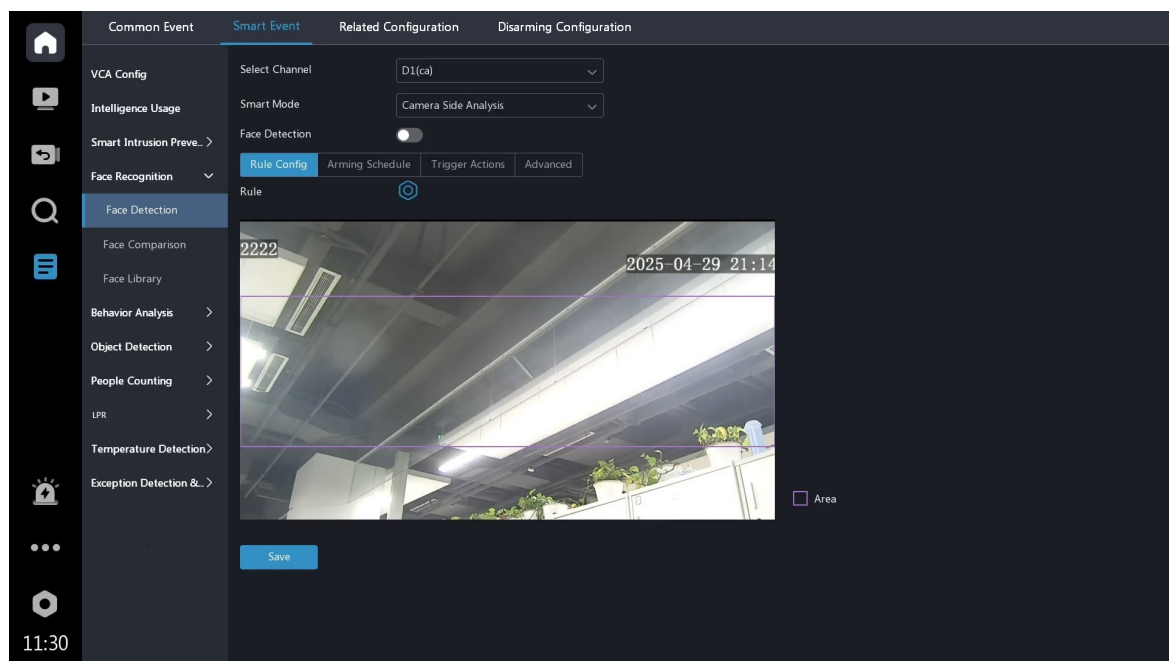 Common Event Smart Event Related Configuration Disarming Configuration
VCA Config
Intelligence Usage
Smart Intrusion Preve...
Face Recognition
Face Detection
Face Comparison
Face Library
Behavior Analysis
Object Detection
People Counting
LPR
Temperature Detection
Exception Detection &...
Select Channel D1(ca)
Smart Mode Camera Side Analysis
Face Detection
Rule Config Arming Schedule Trigger Actions Advanced
Rule
2222
2025-04-29 21:14
Area
Save
11:30